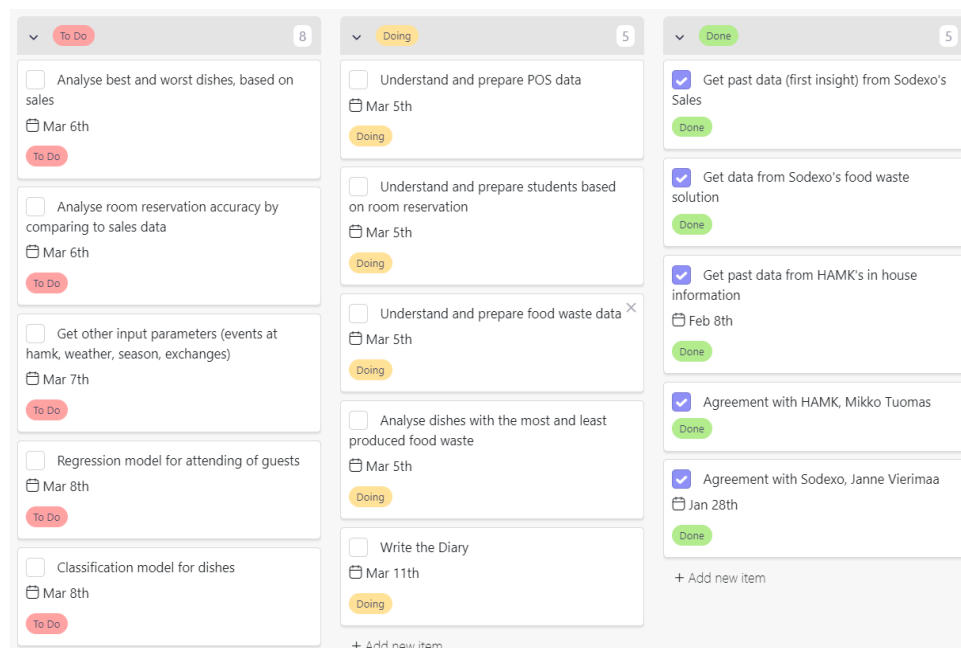 To Do
8
Analyse best and worst dishes, based on
sales
Mar 6th
To Do
Analyse room reservation accuracy by
comparing to sales data
Mar 6th
To Do
Get other input parameters (events at
hamk, weather, season, exchanges)
Mar 7th
To Do
Regression model for attending of guests
Mar 8th
To Do
Classification model for dishes
Mar 8th
To Do
Doing
5
Understand and prepare POS data
Mar 5th
Doing
Understand and prepare students based
on room reservation
Mar 5th
Doing
Understand and prepare food waste data
Mar 5th
Doing
Analyse dishes with the most and least
produced food waste
Mar 5th
Doing
Write the Diary
Mar 11th
Doing
+ Add new item
Done
5
Get past data (first insight) from Sodexo's
Sales
Done
Get data from Sodexo's food waste
solution
Done
Get past data from HAMK's in house
information
Feb 8th
Done
Agreement with HAMK, Mikko Tuomas
Done
Agreement with Sodexo, Janne Vierimaa
Jan 28th
Done
+ Add new item